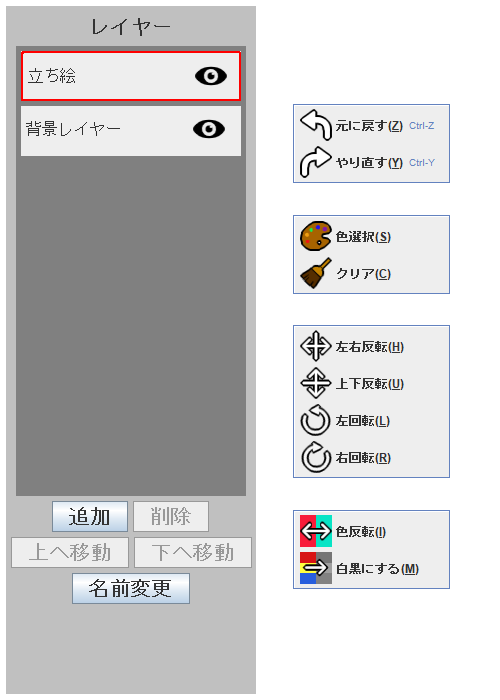 レイヤー
立ち絵
背景レイヤー
追加 削除
上へ移動 下へ移動
名前変更
元に戻す(Z) Ctrl-Z
やり直す(Y) Ctrl-Y
色選択(S)
クリア(C)
左右反転(H)
上下反転(U)
左回転(L)
右回転(R)
色反転(I)
白黒にする(M)